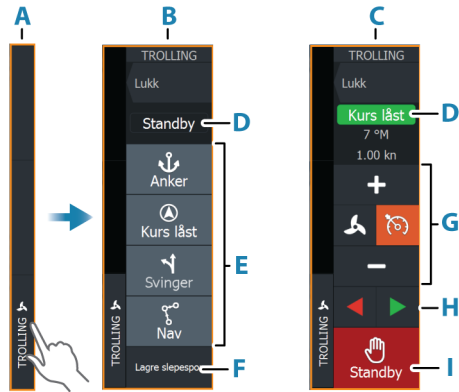 A
B
C
TROLLING
TROLLING
Lukk
Standby
D
Anker
Kurs låst
Svinger
Nav
E
TROLLING
Lagre slepespor
F
TROLLING
Lukk
Kurs låst
D
7 °M
1.00 kn
G
H
TROLLING
Standby
I